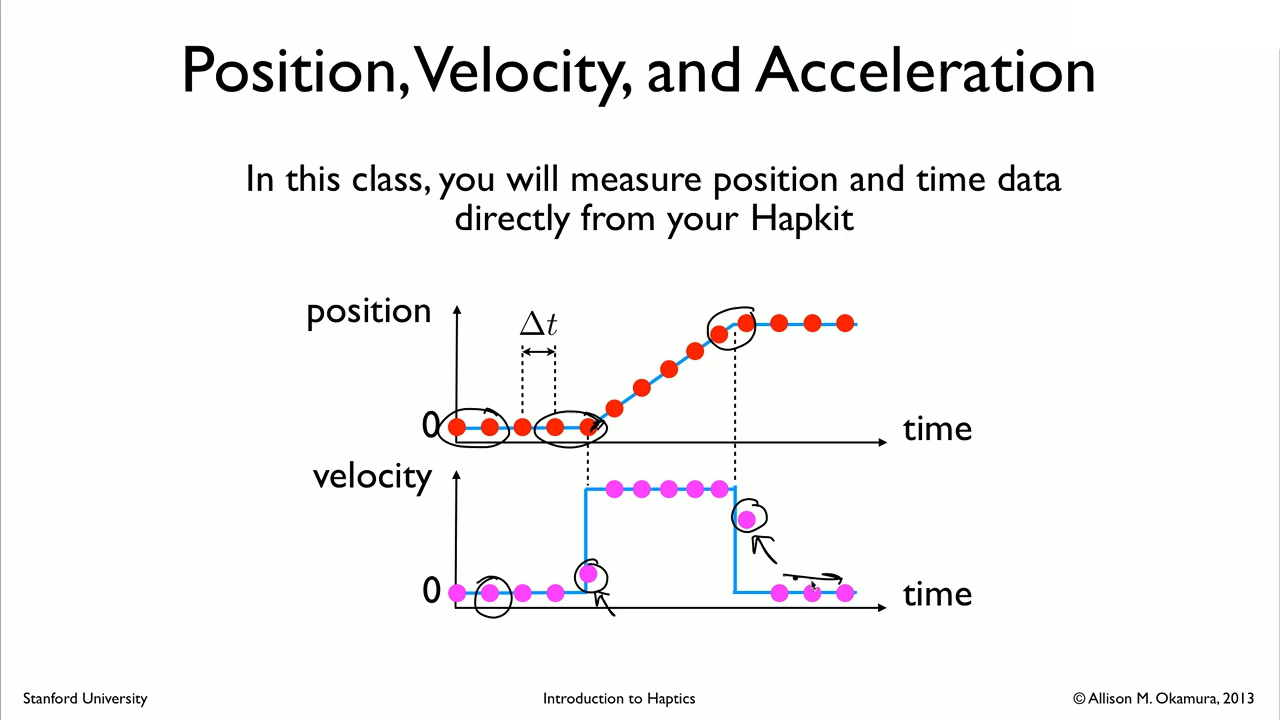 Position, Velocity, and Acceleration
In this class, you will measure position and time data
directly from your Hapkit
position
Δt
0
time
velocity
0
time
Stanford University
Introduction to Haptics
© Allison M. Okamura, 2013